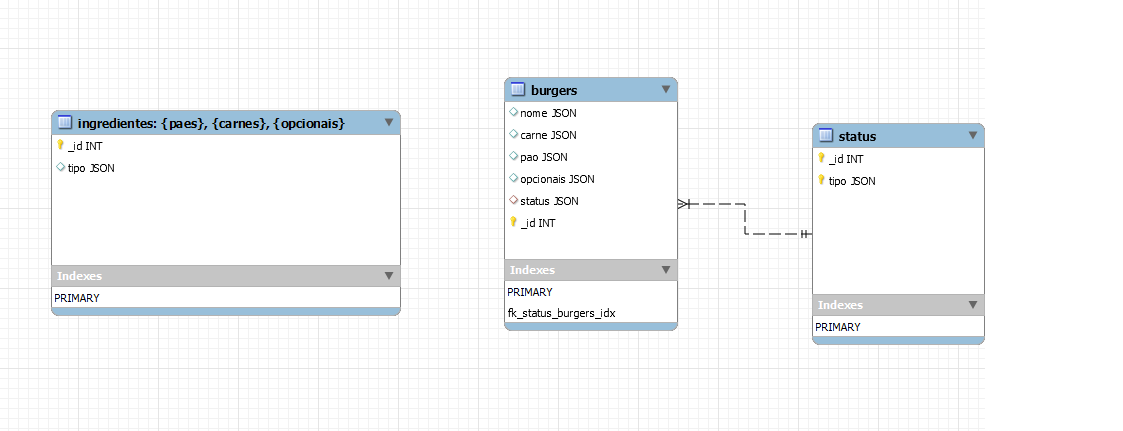 ingredientes: {paes}, {carnes}, {opcionais}
_id INT
tipo JSON
Indexes
PRIMARY
burgers
nome JSON
carne JSON
pao JSON
opcionais JSON
status JSON
_id INT
Indexes
PRIMARY
fk_status_burgers_idx
status
_id INT
tipo JSON
Indexes
PRIMARY